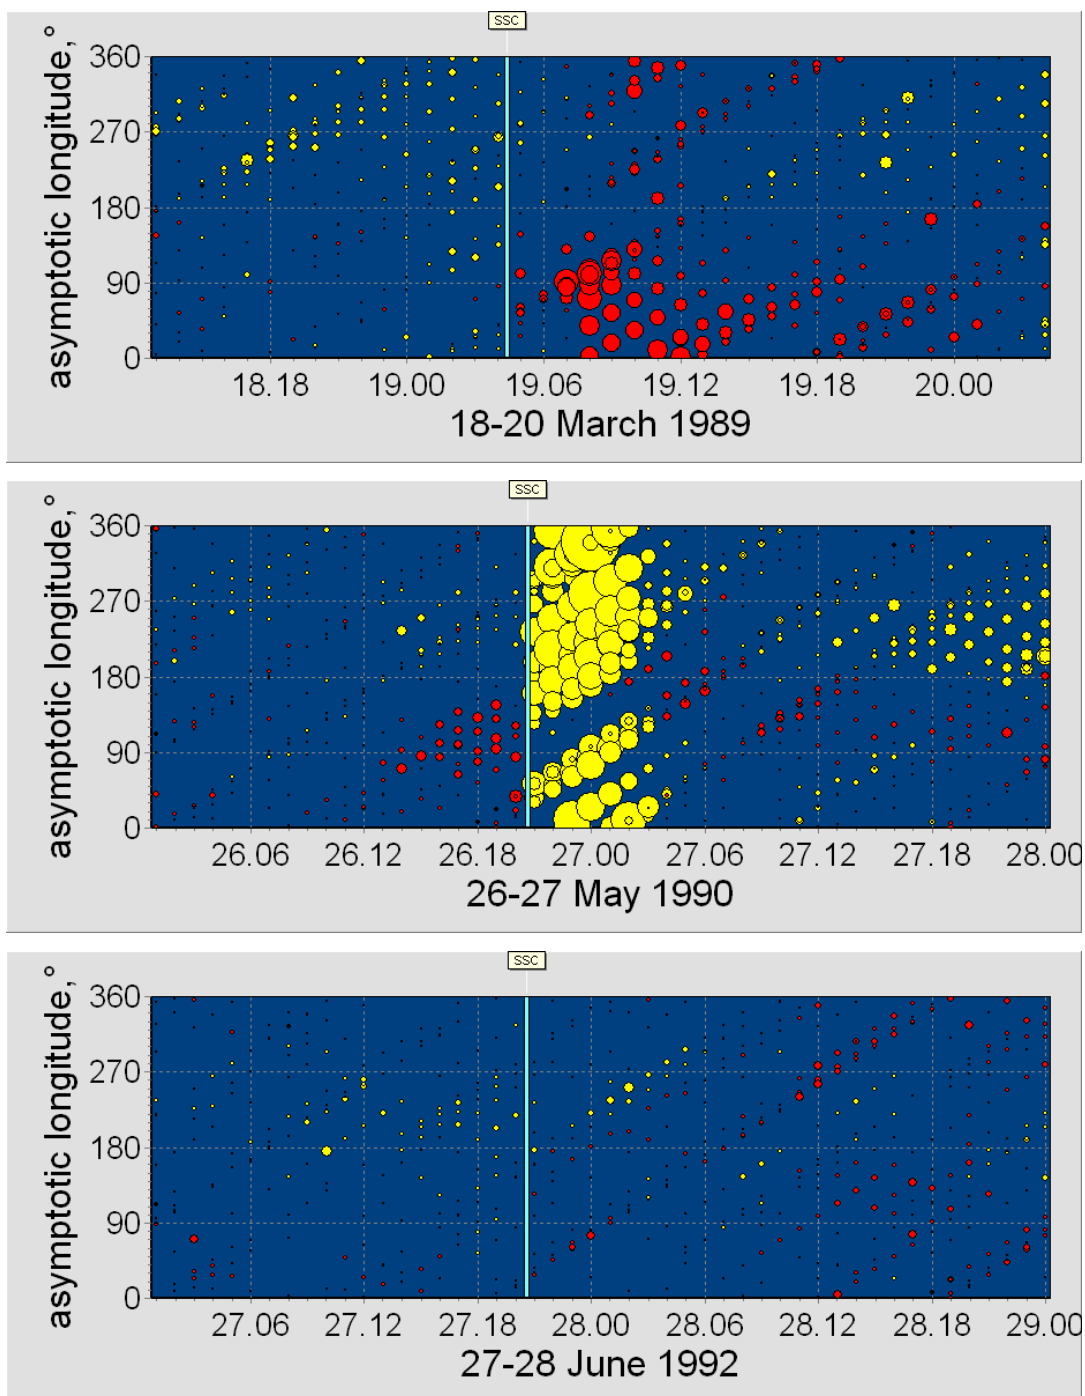 SSC
asymptotic longitude,°
360
270
180
90
0
18.18 19.00 19.06 19.12 19.18 20.00
18-20 March 1989
SSC
asymptotic longitude,°
360
270
180
90
0
26.06 26.12 26.18 27.00 27.06 27.12 27.18 28.00
26-27 May 1990
SSC
asymptotic longitude,°
360
270
180
90
0
27.06 27.12 27.18 28.00 28.06 28.12 28.18 29.00
27-28 June 1992